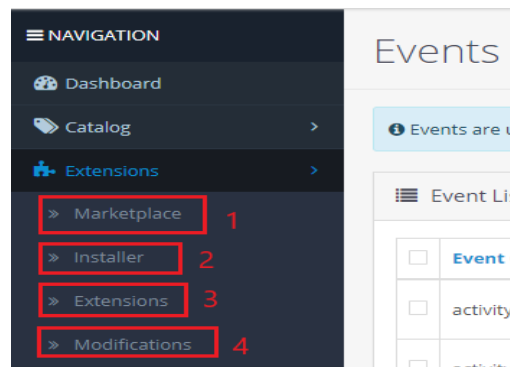 NAVIGATION
Dashboard
Catalog
Extensions
» Marketplace 1
» Installer 2
» Extensions 3
» Modifications 4
Events
Events are
Event Li
Event
activity